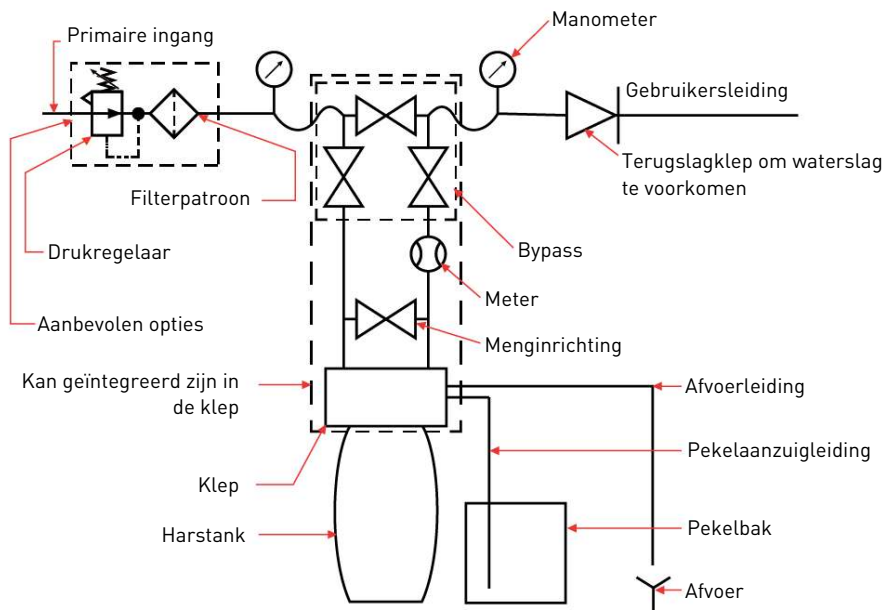 Primaire ingang
Manometer
Gebruikersleiding
Terugslagklep om waterslag
te voorkomen
Filterpatroon
Drukregelaar
Bypass
Meter
Aanbevolen opties
Menginrichting
Kan geïntegreerd zijn in
de klep
Afvoerleiding
Pekelaanzuigleiding
Klep
Harstank
Pekelbak
Afvoer